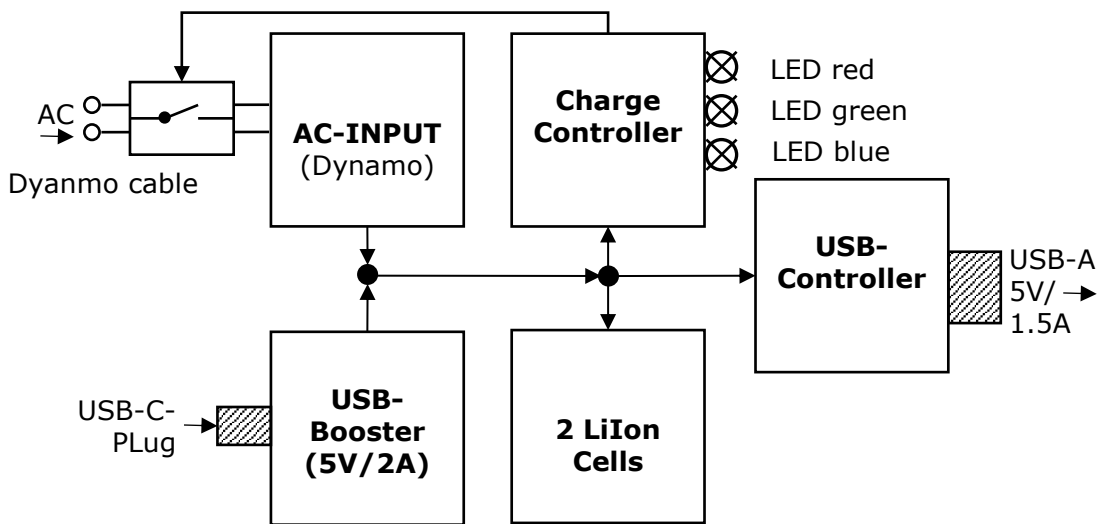 AC
Dyanmo cable
AC-INPUT
(Dynamo)
Charge
Controller
LED red
LED green
LED blue
USB-
Controller
USB-A
5V/
1.5A
USB-C-
PLug
USB-
Booster
(5V/2A)
2 LiIon
Cells